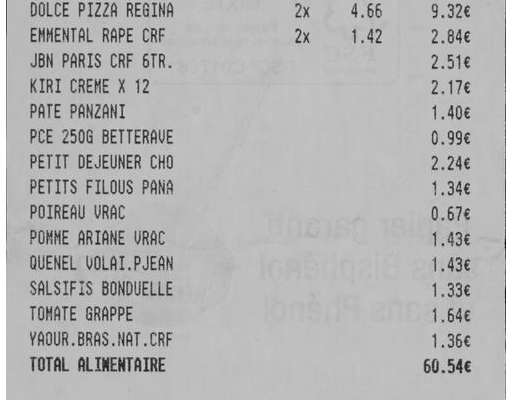 DOLCE PIZZA REGINA 2x 4.66 9.32€
EMMENTAL RAPE CRF 2x 1.42 2.84€
JBN PARIS CRF 6TR. 2.51€
KIRI CREME X 12 2.17€
PATE PANZANI 1.40€
PCE 250G BETTERAVE 0.99€
PETIT DEJEUNER CHO 2.24€
PETITS FILOUS PANA 1.34€
POIREAU VRAC 0.67€
POMME ARIANE VRAC 1.43€
QUENEL VOLAI.PJEAN 1.43€
SALSIFIS BONDUELLE 1.33€
TOMATE GRAPPE 1.64€
YAOUR.BRAS.NAT.CRF 1.36€
TOTAL ALIMENTAIRE 60.54€